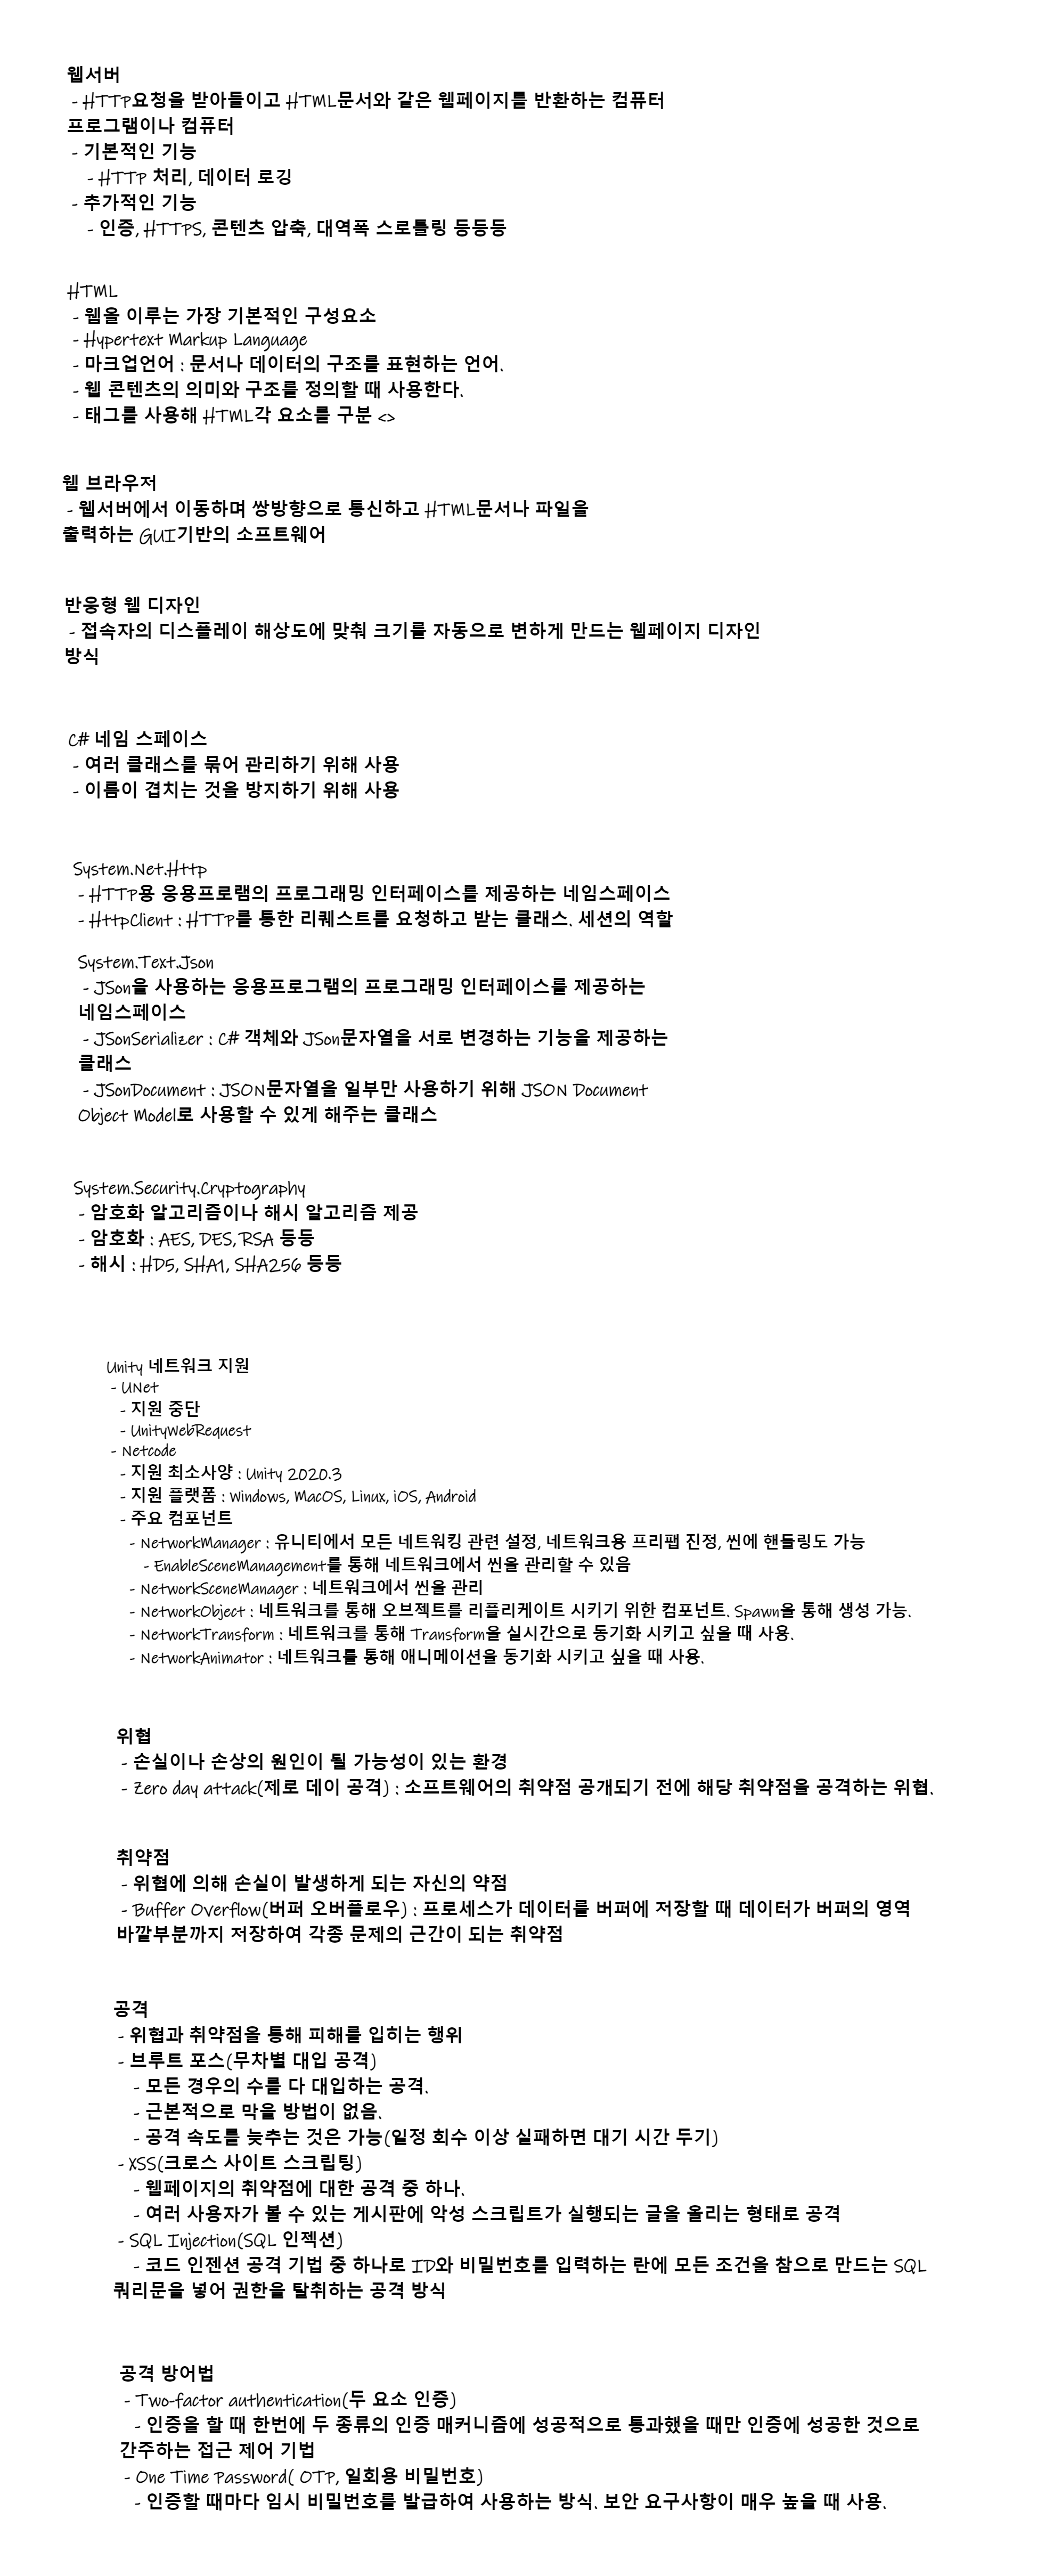 웹서버
- HTTP요청을 받아들이고 HTML문서와 같은 웹페이지를 반환하는 컴퓨터
프로그램이나 컴퓨터
- 기본적인 기능
- HTTP 처리, 데이터 로깅
- 추가적인 기능
- 인증, HTTPS, 콘텐츠 압축, 대역폭 스로틀링 등등등
HTML
- 웹을 이루는 가장 기본적인 구성요소
- Hypertext Markup Language
- 마크업언어 : 문서나 데이터의 구조를 표현하는 언어.
- 웹 콘텐츠의 의미와 구조를 정의할 때 사용한다.
- 태그를 사용해 HTML각 요소를 구분 <>
웹 브라우저
- 웹서버에서 이동하며 쌍방향으로 통신하고 HTML문서나 파일을
출력하는 GUI기반의 소프트웨어
반응형 웹 디자인
- 접속자의 디스플레이 해상도에 맞춰 크기를 자동으로 변하게 만드는 웹페이지 디자인
방식
C# 네임 스페이스
- 여러 클래스를 묶어 관리하기 위해 사용
- 이름이 겹치는 것을 방지하기 위해 사용
System.Net.Http
- HTTP용 응용프로램의 프로그래밍 인터페이스를 제공하는 네임스페이스
- HttpClient : HTTP를 통한 리퀘스트를 요청하고 받는 클래스. 세션의 역할
System.Text.Json
- JSon을 사용하는 응용프로그램의 프로그래밍 인터페이스를 제공하는
네임스페이스
- JSonSerializer : C# 객체와 JSon문자열을 서로 변경하는 기능을 제공하는
클래스
- JSonDocument : JSON문자열을 일부만 사용하기 위해 JSON Document
Object Model로 사용할 수 있게 해주는 클래스
System.Security.Cryptography
- 암호화 알고리즘이나 해시 알고리즘 제공
- 암호화 : AES, DES, RSA 등등
- 해시 : HD5, SHA1, SHA256 등등
Unity 네트워크 지원
- UNet
- 지원 중단
- UnityWebRequest
- Netcode
- 지원 최소사양 : Unity 2020.3
- 지원 플랫폼 : Windows, MacOS, Linux, iOS, Android
- 주요 컴포넌트
- NetworkManager : 유니티에서 모든 네트워킹 관련 설정, 네트워크용 프리팹 진정, 씬에 핸들링도 가능
- EnableSceneManagement를 통해 네트워크에서 씬을 관리할 수 있음
- NetworkSceneManager : 네트워크에서 씬을 관리
- NetworkObject : 네트워크를 통해 오브젝트를 리플리케이트 시키기 위한 컴포넌트. Spawn을 통해 생성 가능.
- NetworkTransform : 네트워크를 통해 Transform을 실시간으로 동기화 시키고 싶을 때 사용.
- NetworkAnimator : 네트워크를 통해 애니메이션을 동기화 시키고 싶을 때 사용.
위협
- 손실이나 손상의 원인이 될 가능성이 있는 환경
- Zero day attack(제로 데이 공격) : 소프트웨어의 취약점 공개되기 전에 해당 취약점을 공격하는 위협.
취약점
- 위협에 의해 손실이 발생하게 되는 자신의 약점
- Buffer Overflow(버퍼 오버플로우) : 프로세스가 데이터를 버퍼에 저장할 때 데이터가 버퍼의 영역
바깥부분까지 저장하여 각종 문제의 근간이 되는 취약점
공격
- 위협과 취약점을 통해 피해를 입히는 행위
- 브루트 포스(무차별 대입 공격)
- 모든 경우의 수를 다 대입하는 공격.
- 근본적으로 막을 방법이 없음.
- 공격 속도를 늦추는 것은 가능(일정 회수 이상 실패하면 대기 시간 두기)
- XSS(크로스 사이트 스크립팅)
- 웹페이지의 취약점에 대한 공격 중 하나.
- 여러 사용자가 볼 수 있는 게시판에 악성 스크립트가 실행되는 글을 올리는 형태로 공격
- SQL Injection(SQL 인젝션)
- 코드 인젠션 공격 기법 중 하나로 ID와 비밀번호를 입력하는 란에 모든 조건을 참으로 만드는 SQL
쿼리문을 넣어 권한을 탈취하는 공격 방식
공격 방어법
- Two-factor authentication(두 요소 인증)
- 인증을 할 때 한번에 두 종류의 인증 매커니즘에 성공적으로 통과했을 때만 인증에 성공한 것으로
간주하는 접근 제어 기법
- One Time Password( OTP, 일회용 비밀번호)
- 인증할 때마다 임시 비밀번호를 발급하여 사용하는 방식. 보안 요구사항이 매우 높을 때 사용.